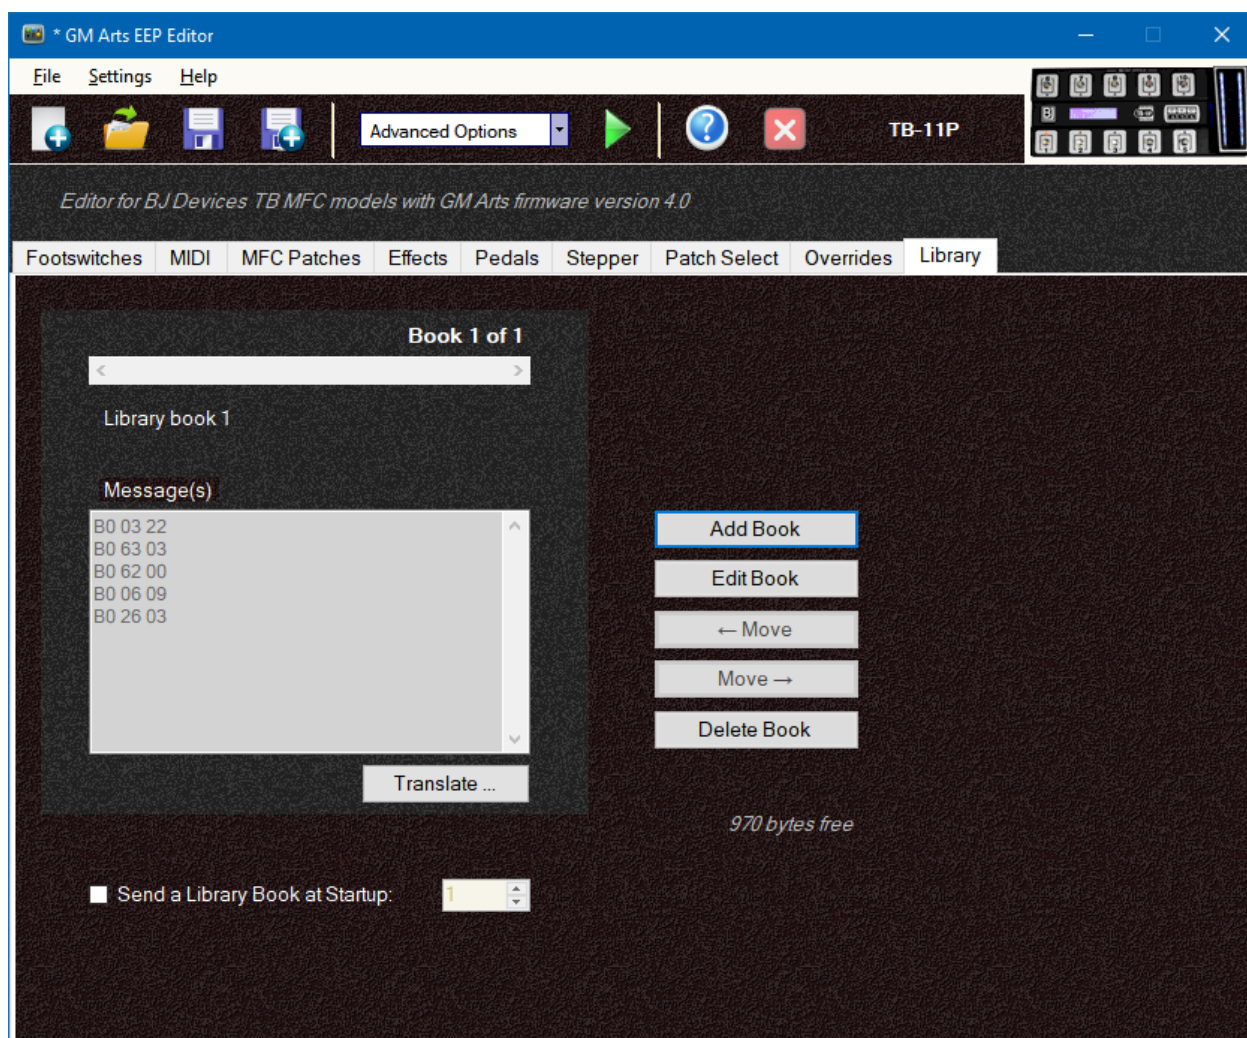 * GM Arts EEP Editor
File Settings Help
Advanced Options
TB-11P
BJ
Editor for BJ Devices TB MFC models with GM Arts firmware version 4.0
Footswitches MIDI MFC Patches Effects Pedals Stepper Patch Select Overrides Library
Book 1 of 1
Library book 1
Message(s)
B0 03 22
B0 63 03
B0 62 00
B0 06 09
B0 26 03
Translate ...
Add Book
Edit Book
← Move
Move →
Delete Book
970 bytes free
Send a Library Book at Startup: 1